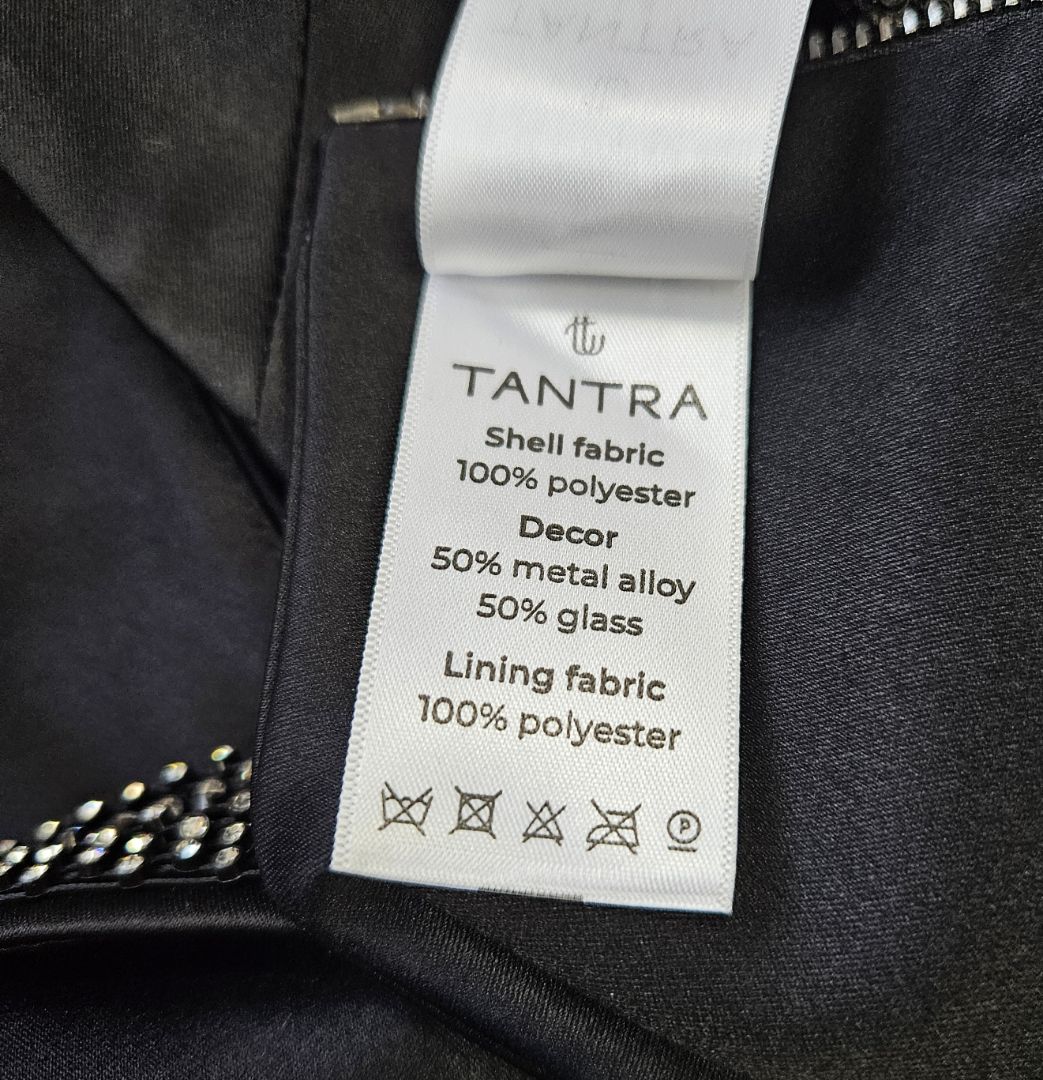 TANTRA
Shell fabric
100% polyester
Decor
50% metal alloy
50% glass
Lining fabric
100% polyester
P